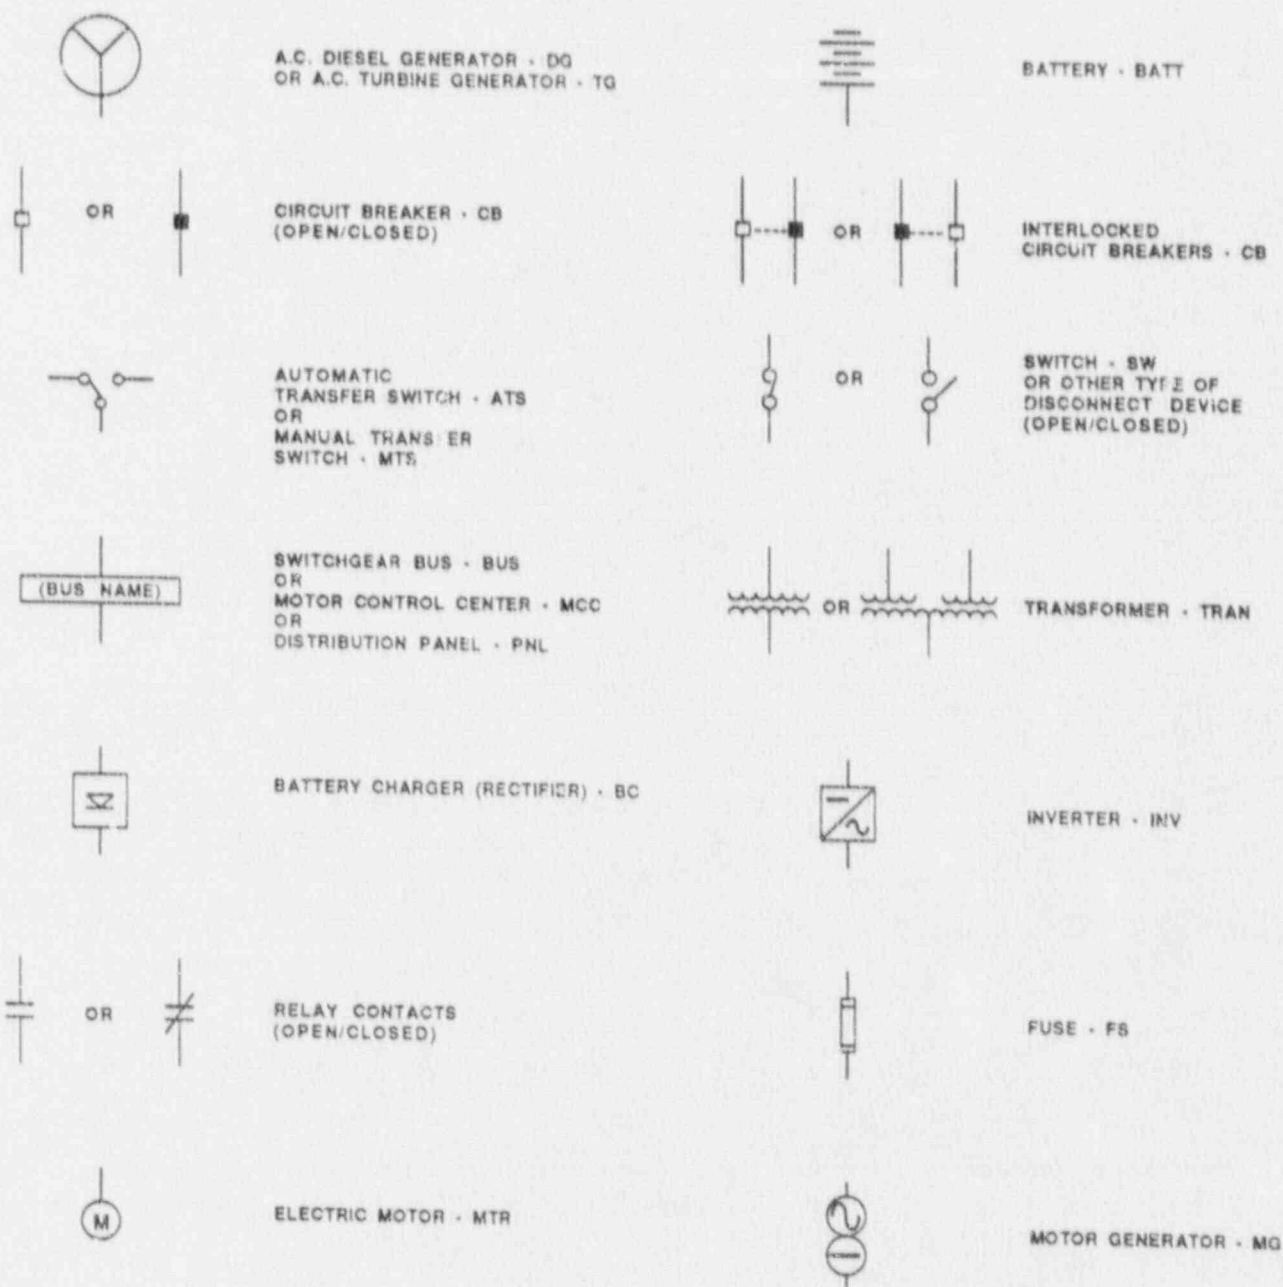 A.C. DIESEL GENERATOR - DG
OR A.C. TURBINE GENERATOR - TG
BATTERY - BATT
OR
CIRCUIT BREAKER - CB
(OPEN/CLOSED)
OR
INTERLOCKED
CIRCUIT BREAKERS - CB
AUTOMATIC
TRANSFER SWITCH - ATS
OR
MANUAL TRANS ER
SWITCH - MTS
OR
SWITCH - SW
OR OTHER TYPE OF
DISCONNECT DEVICE
(OPEN/CLOSED)
(BUS NAME)
SWITCHGEAR BUS - BUS
OR
MOTOR CONTROL CENTER - MCC
OR
DISTRIBUTION PANEL - PNL
OR
TRANSFORMER - TRAN
BATTERY CHARGER (RECTIFIER) - BC
INVERTER - INV
OR
RELAY CONTACTS
(OPEN/CLOSED)
FUSE - FS
M
ELECTRIC MOTOR - MTR
MOTOR GENERATOR - MG